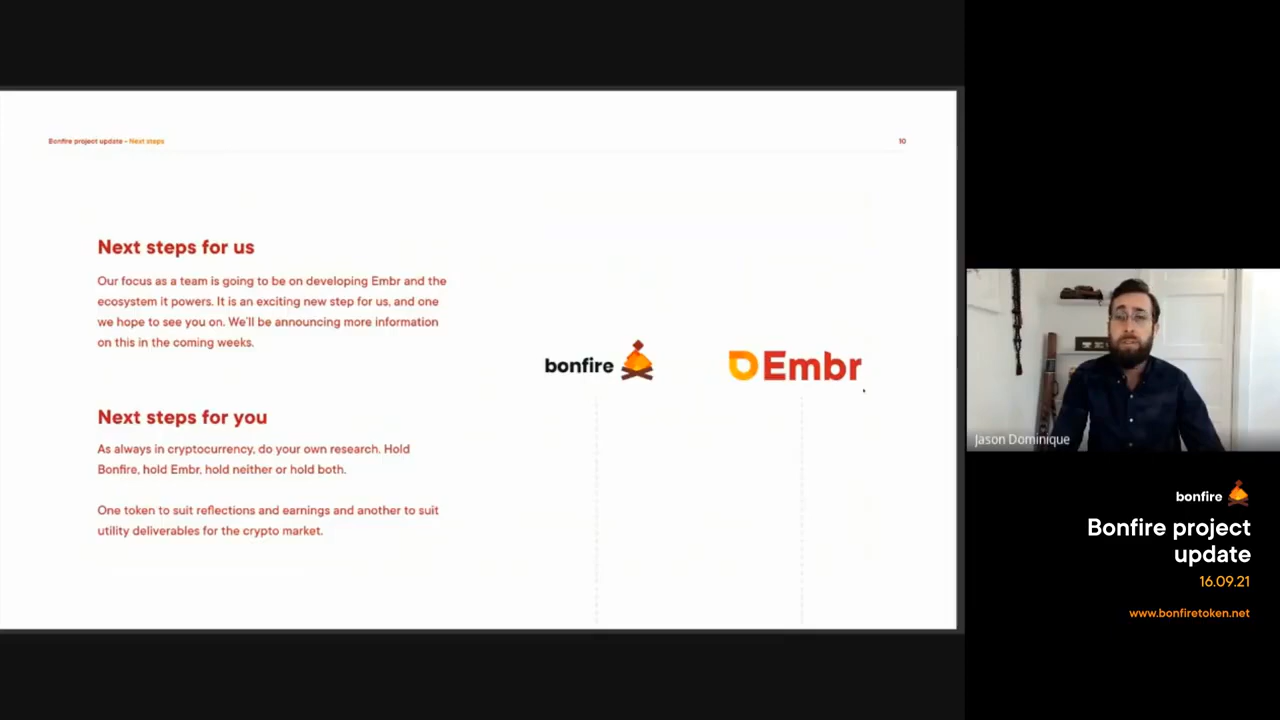 Bonfire project update - Next steps
10
Next steps for us
Our focus as a team is going to be on developing Embr and the
ecosystem it powers. It is an exciting new step for us, and one
we hope to see you on. We'll be announcing more information
on this in the coming weeks.
bonfire
Embr
Next steps for you
As always in cryptocurrency, do your own research. Hold
Bonfire, hold Embr, hold neither or hold both.
One token to suit reflections and earnings and another to suit
utility deliverables for the crypto market.
Jason Dominique
bonfire
Bonfire project
update
16.09.21
www.bonfiretoken.net